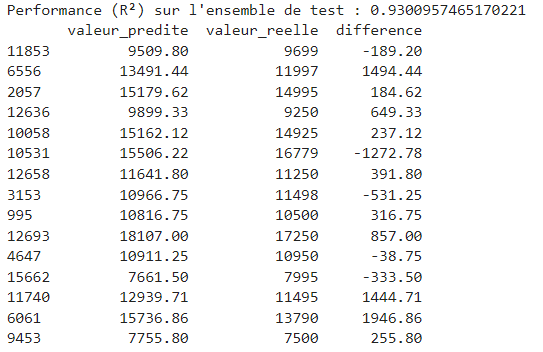 Performance (R²) sur l'ensemble de test : 0.9300957465170221
valeur_predite valeur_reelle difference
11853 9509.80 9699 -189.20
6556 13491.44 11997 1494.44
2057 15179.62 14995 184.62
12636 9899.33 9250 649.33
10058 15162.12 14925 237.12
10531 15506.22 16779 -1272.78
12658 11641.80 11250 391.80
3153 10966.75 11498 -531.25
995 10816.75 10500 316.75
12693 18107.00 17250 857.00
4647 10911.25 10950 -38.75
15662 7661.50 7995 -333.50
11740 12939.71 11495 1444.71
6061 15736.86 13790 1946.86
9453 7755.80 7500 255.80